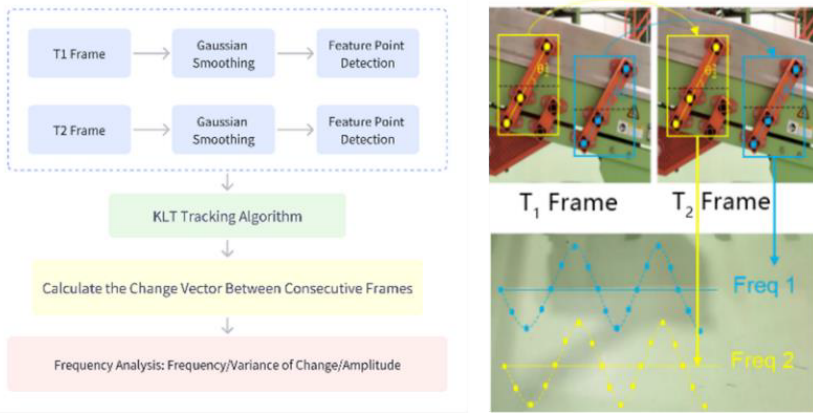 T1 Frame
Gaussian
Smoothing
Feature Point
Detection
T2 Frame
Gaussian
Smoothing
Feature Point
Detection
KLT Tracking Algorithm
Calculate the Change Vector Between Consecutive Frames
Frequency Analysis: Frequency/Variance of Change/Amplitude
T1 Frame
T2 Frame
Freq 1
Freq 2